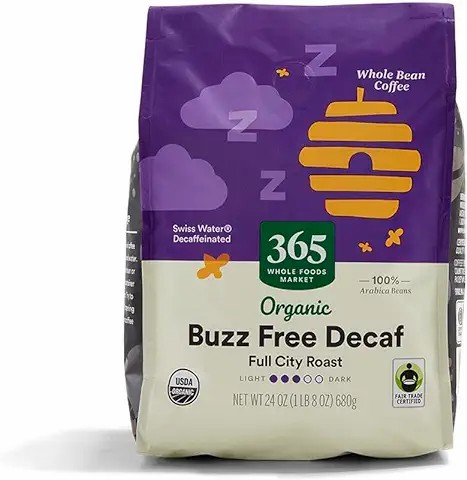 Z
Whole Bean
Coffee
Z
Z
Swiss Water®
Decaffeinated
365
WHOLE FOODS
MARKET
100%
Arabica Beans
Organic
Buzz Free Decaf
Full City Roast
LIGHT DARK
USDA
ORGANIC
FAIR TRADE
CERTIFIED
NET WT 24 OZ (1 LB 8 OZ) 680g